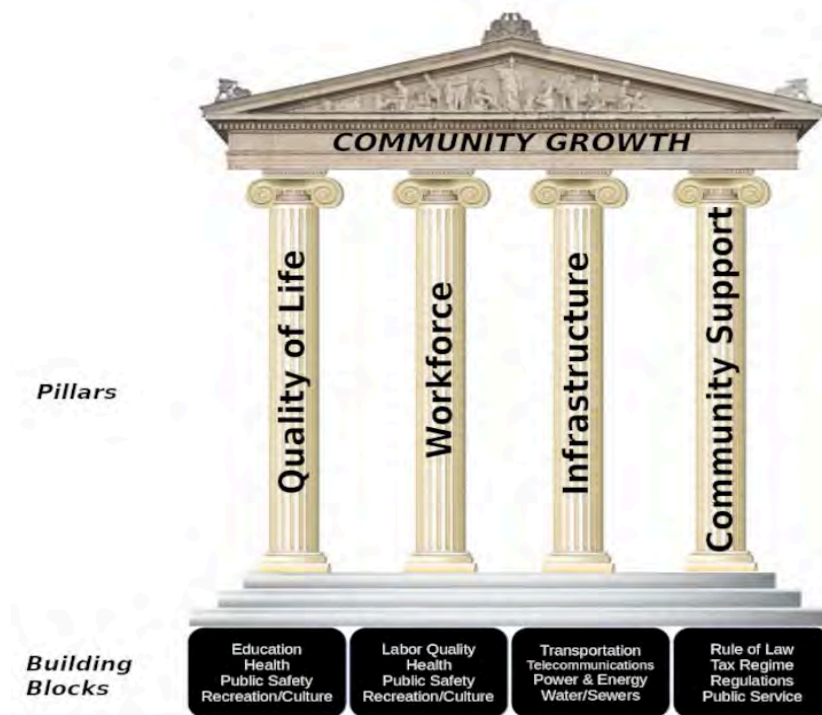 COMMUNITY GROWTH
Quality of Life
Workforce
Infrastructure
Community Support
Pillars
Building
Blocks
Education
Health
Public Safety
Recreation/Culture
Labor Quality
Health
Public Safety
Recreation/Culture
Transportation
Telecommunications
Power & Energy
Water/Sewers
Rule of Law
Tax Regime
Regulations
Public Service